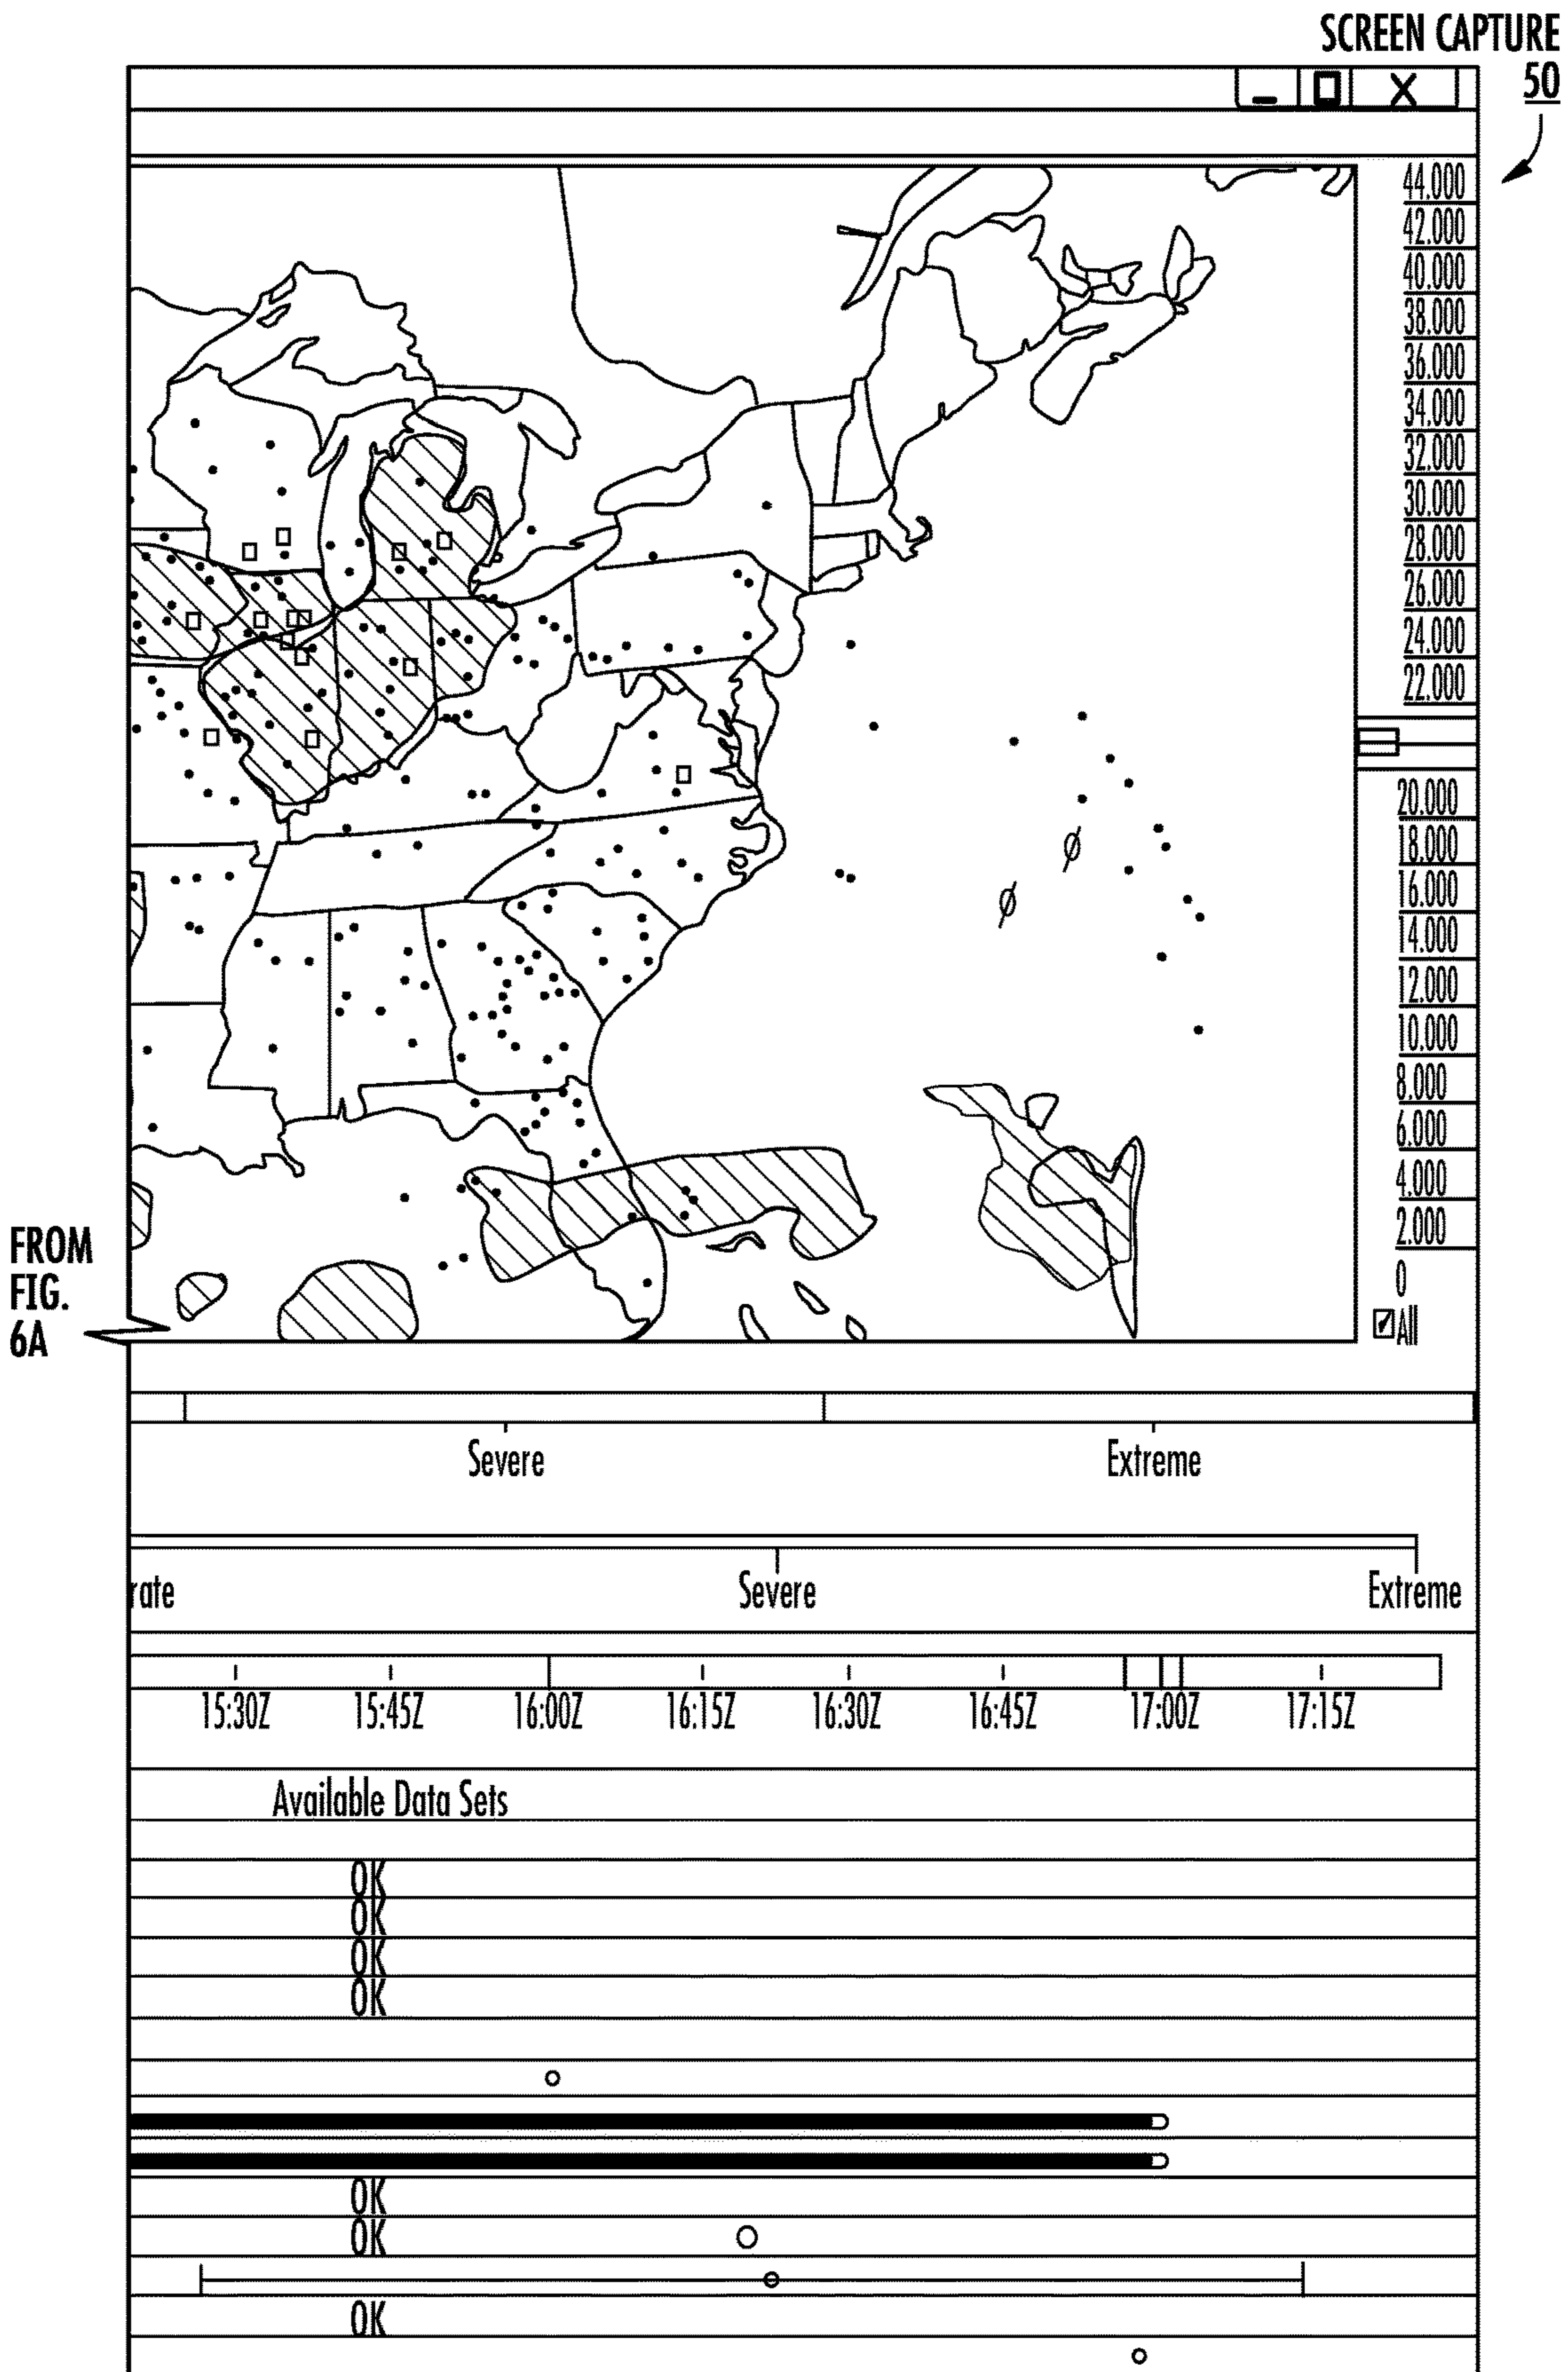 SCREEN CAPTURE
50
44.000
42.000
40.000
38.000
36.000
34.000
32.000
30.000
28.000
26.000
24.000
22.000
20.000
18.000
16.000
14.000
12.000
10.000
8.000
6.000
4.000
2.000
0
All
FROM
FIG.
6A
Severe Extreme
rate Severe Extreme
15:30Z 15:45Z 16:00Z 16:15Z 16:30Z 16:45Z 17:00Z 17:15Z
Available Data Sets
OK
OK
OK
OK
OK
OK
OK